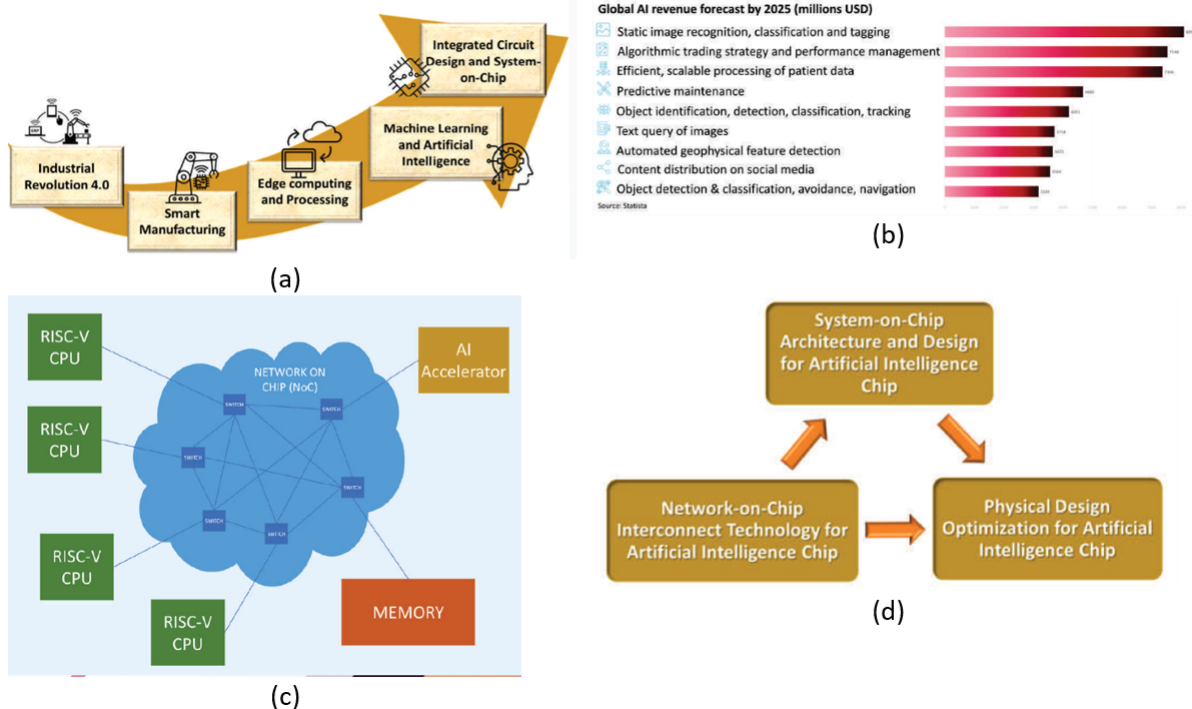 Integrated Circuit
Design and System-
on-Chip
Machine Learning
and Artificial
Intelligence
Industrial
Revolution 4.0
Edge computing
and Processing
Smart
Manufacturing
(a)
Global AI revenue forecast by 2025 (millions USD)
Static image recognition, classification and tagging
Algorithmic trading strategy and performance management
Efficient, scalable processing of patient data
Predictive maintenance
Object identification, detection, classification, tracking
Text query of images
Automated geophysical feature detection
Content distribution on social media
Object detection & classification, avoidance, navigation
Source: Statista
(b)
RISC-V
CPU
AI
Accelerator
NETWORK ON
CHIP (NoC)
SWITCH
SWITCH
RISC-V
CPU
SWITCH
SWITCH
SWITCH
SWITCH
RISC-V
CPU
RISC-V
CPU
MEMORY
(c)
System-on-Chip
Architecture and Design
for Artificial Intelligence
Chip
Network-on-Chip
Interconnect Technology for
Artificial Intelligence Chip
Physical Design
Optimization for Artificial
Intelligence Chip
(d)